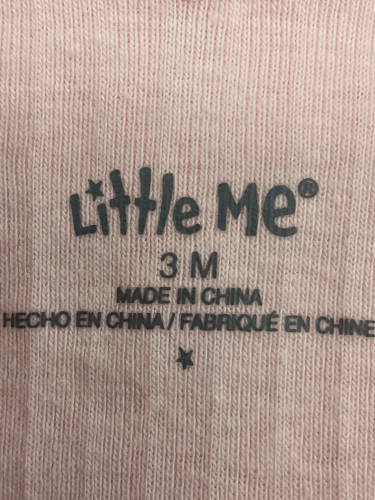 Little Me®
3 M
MADE IN CHINA
HECHO EN CHINA / FABRIQUÉ EN CHINE